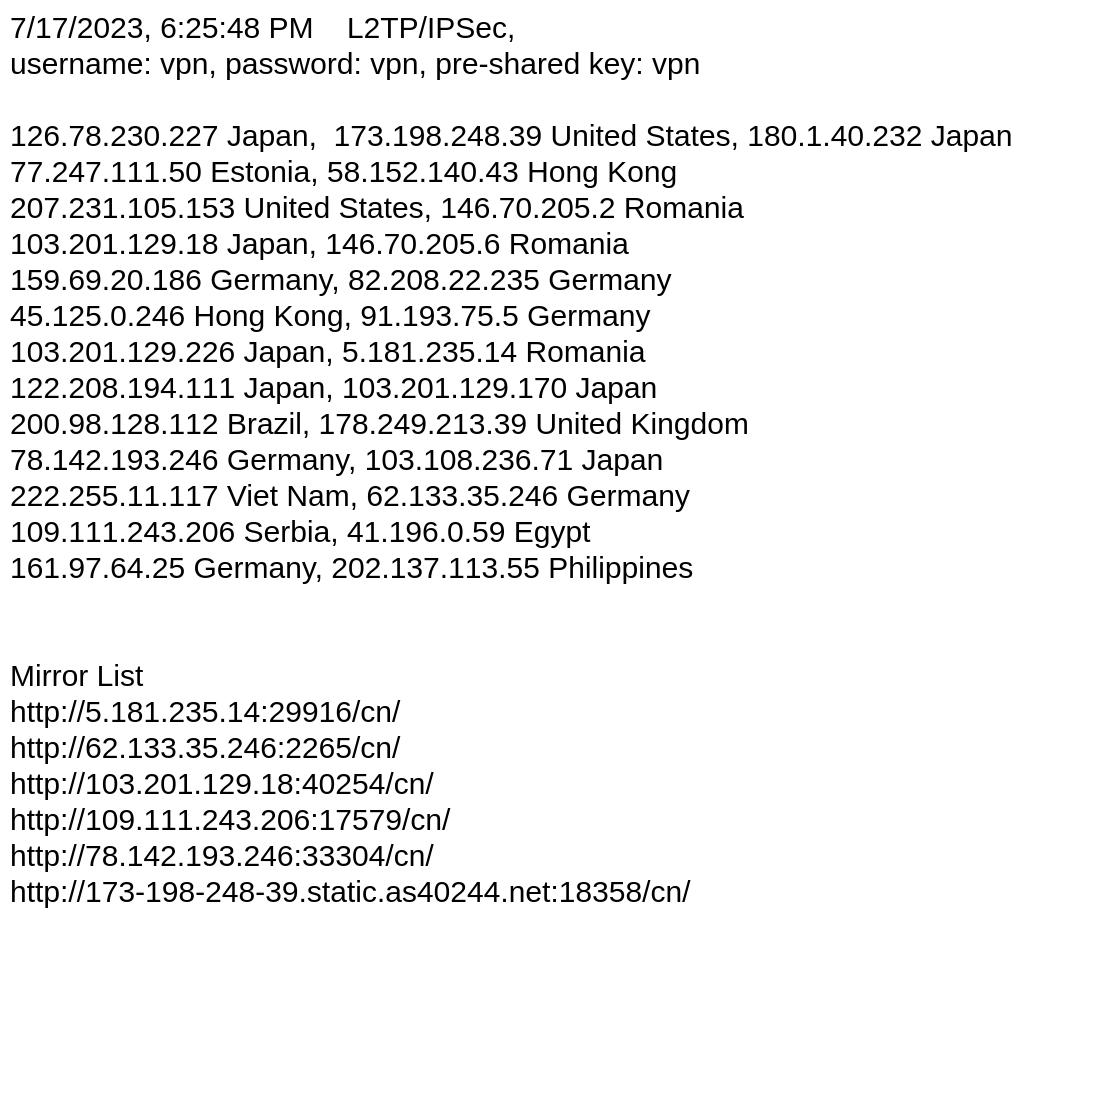 7/17/2023, 6:25:48 PM    L2TP/IPSec,
username: vpn, password: vpn, pre-shared key: vpn
126.78.230.227 Japan,  173.198.248.39 United States, 180.1.40.232 Japan
77.247.111.50 Estonia, 58.152.140.43 Hong Kong
207.231.105.153 United States, 146.70.205.2 Romania
103.201.129.18 Japan, 146.70.205.6 Romania
159.69.20.186 Germany, 82.208.22.235 Germany
45.125.0.246 Hong Kong, 91.193.75.5 Germany
103.201.129.226 Japan, 5.181.235.14 Romania
122.208.194.111 Japan, 103.201.129.170 Japan
200.98.128.112 Brazil, 178.249.213.39 United Kingdom
78.142.193.246 Germany, 103.108.236.71 Japan
222.255.11.117 Viet Nam, 62.133.35.246 Germany
109.111.243.206 Serbia, 41.196.0.59 Egypt
161.97.64.25 Germany, 202.137.113.55 Philippines
Mirror List
http://5.181.235.14:29916/cn/
http://62.133.35.246:2265/cn/
http://103.201.129.18:40254/cn/
http://109.111.243.206:17579/cn/
http://78.142.193.246:33304/cn/
http://173-198-248-39.static.as40244.net:18358/cn/